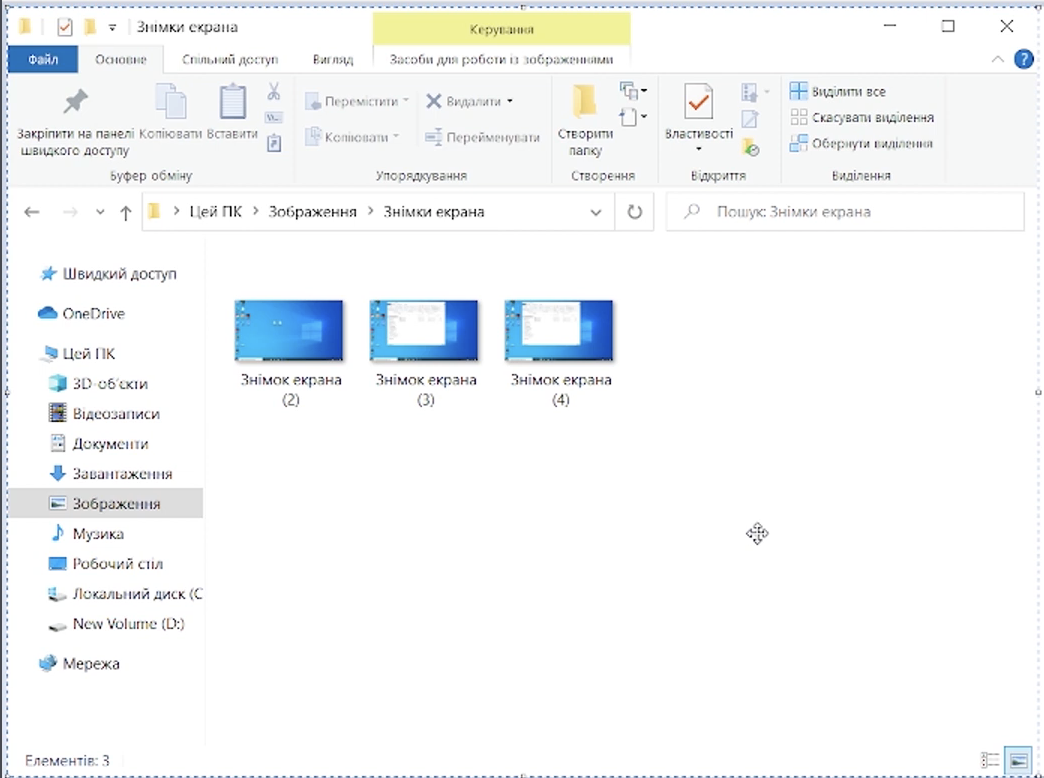 Знімки екрана
Керування
Файл
Основне
Спільний доступ
Вигляд
Засоби для роботи із зображеннями
Закріпити на панелі
швидкого доступу
Копіювати
Вставити
Буфер обміну
Перемістити
Копіювати
Видалити
Перейменувати
Упорядкування
Створити
папку
Створення
Властивості
Відкриття
Виділити все
Скасувати виділення
Обернути виділення
Виділення
Цей ПК > Зображення > Знімки екрана
Пошук: Знімки екрана
Швидкий доступ
OneDrive
Цей ПК
3D-об'єкти
Відеозаписи
Документи
Завантаження
Зображення
Музика
Робочий стіл
Локальний диск (C
New Volume (D:)
Мережа
Знімок екрана
(2)
Знімок екрана
(3)
Знімок екрана
(4)
Елементів: 3